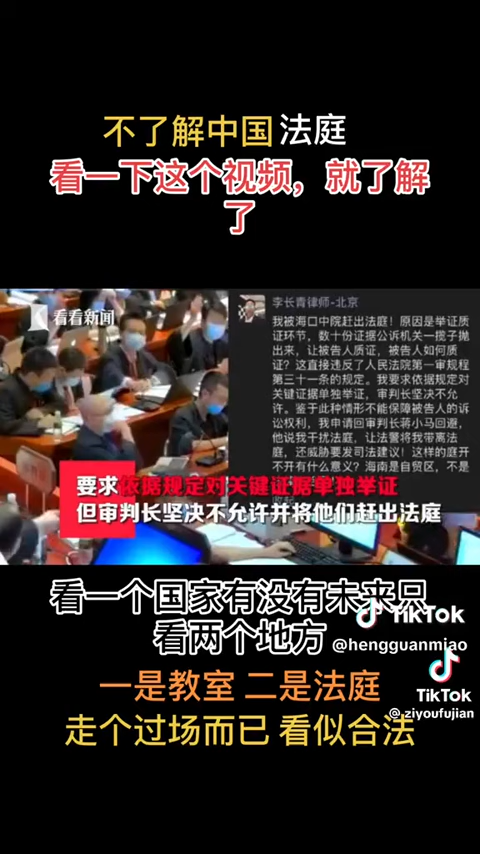 不了解中国法庭
看一下这个视频，就了解
了
看看新闻
李长青律师-北京
我被海口中院赶出法庭！原因是举证质
证环节，数十份证据公诉机关一揽子抛
出来，让被告人质证，被告人如何质
证？这直接违反了人民法院第一审规程
第三十一条的规定。我要求依据规定对
关键证据单独举证，审判长坚决不允
许。鉴于此种情形不能保障被告人的诉
讼权利，我申请回审判长蒋小马回避，
他说我干扰法庭，让法警将我带离法
庭，还威胁要发司法建议！这样的庭开
不开有什么意义？海南是自贸区，不是
要求依据规定对关键证据单独举证
但审判长坚决不允许并将他们赶出法庭
看一个国家有没有未来只
看两个地方
TikTok
@hengguanmiao
一是教室 二是法庭
TikTok
@_ziyoufujian
走个过场而已 看似合法